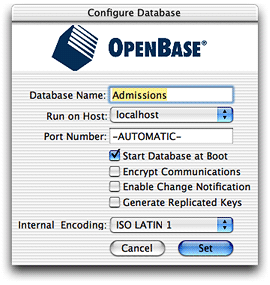 Configure Database
OPENBASE®
Database Name: Admissions
Run on Host: localhost
Port Number: -AUTOMATIC-
Start Database at Boot
Encrypt Communications
Enable Change Notification
Generate Replicated Keys
Internal Encoding: ISO LATIN 1
Cancel Set